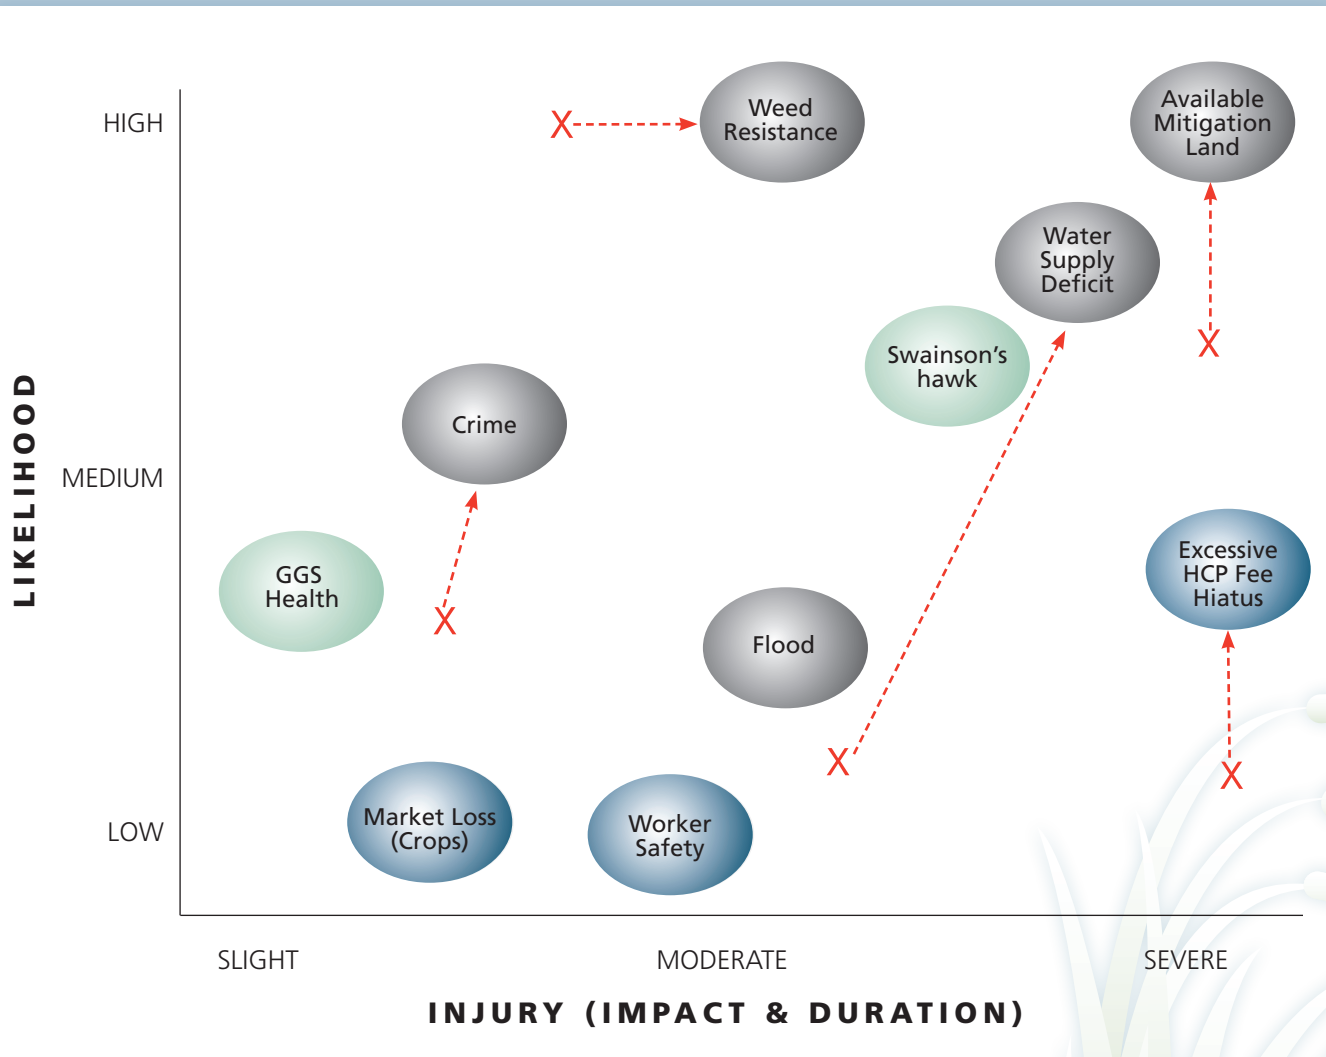 HIGH
Weed
Resistance
Available
Mitigation
Land
Water
Supply
Deficit
Swainson’s
hawk
Crime
LIKELIHOOD
MEDIUM
GGS
Health
Excessive
HCP Fee
Hiatus
Flood
LOW
Market Loss
(Crops)
Worker
Safety
X
X
X
X
X
SLIGHT
MODERATE
SEVERE
INJURY (IMPACT & DURATION)